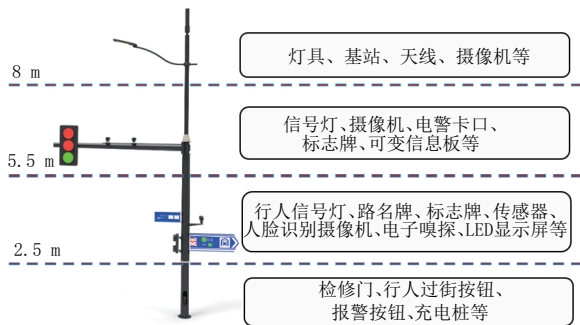 灯具、基站、天线、摄像机等
8 m
信号灯、摄像机、电警卡口、
标志牌、可变信息板等
5.5 m
行人信号灯、路名牌、标志牌、传感器、
人脸识别摄像机、电子嗅探、LED显示屏等
2.5 m
检修门、行人过街按钮、
报警按钮、充电桩等